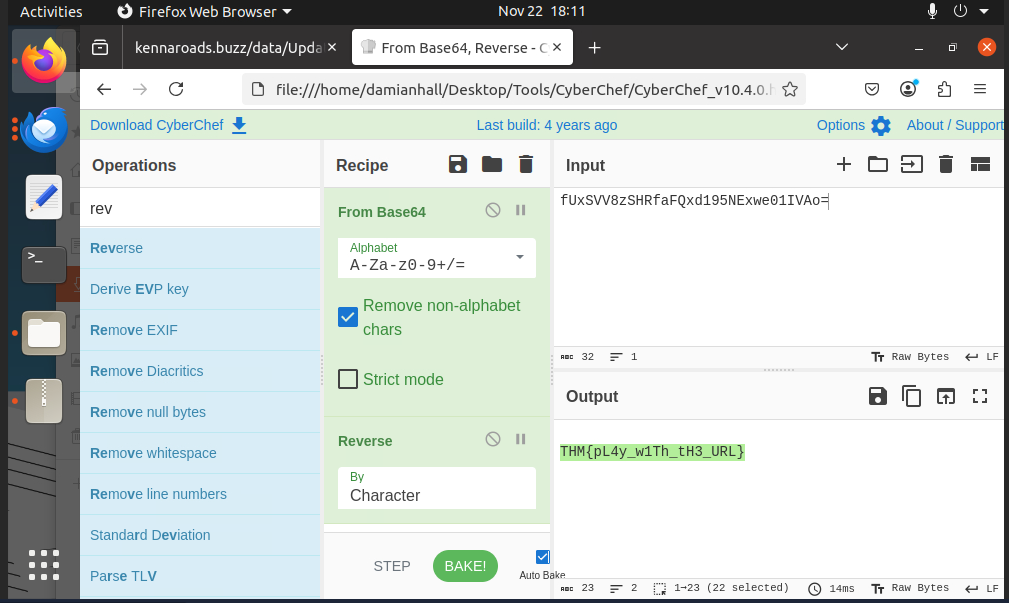 Activities
Firefox Web Browser
Nov 22 18:11
kennaroads.buzz/data/Upda
From Base64, Reverse - C
file:///home/damianhall/Desktop/Tools/CyberChef/CyberChef_v10.4.0.h
Download CyberChef
Last build: 4 years ago
Options
About / Support
Operations
rev
Reverse
Derive EVP key
Remove EXIF
Remove Diacritics
Remove null bytes
Remove whitespace
Remove line numbers
Standard Deviation
Parse TLV
Recipe
From Base64
Alphabet
A-Za-z0-9+/=
Remove non-alphabet
chars
Strict mode
Reverse
By
Character
STEP
BAKE!
Auto Bake
Input
fUxSVV8zSHRfaFQxd195NExwe01IVAo=
ABC 32
1
Tт Raw Bytes
LF
Output
THM{pL4y_w1Th_tH3_URL}
ABC 23
2
1→23 (22 selected)
14ms
Tт Raw Bytes
LF